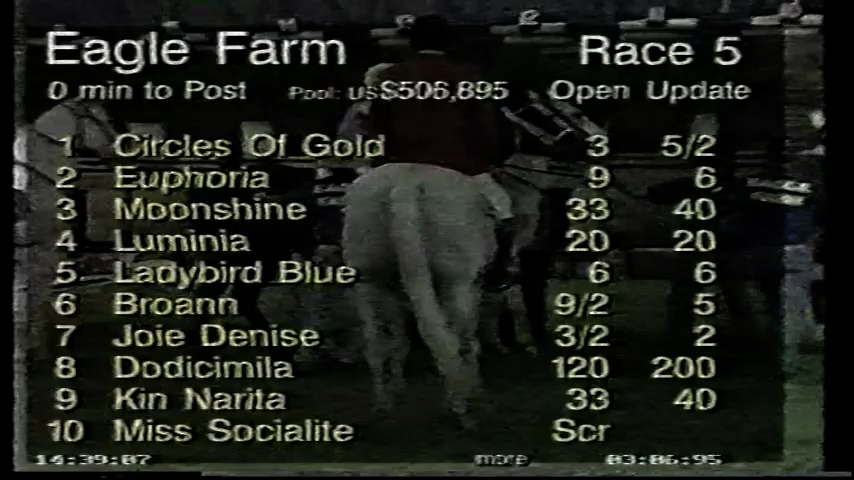 Eagle Farm Race 5
0 min to Post Pool: US$506,895 Open Update
1 Circles Of Gold 3 5/2
2 Euphoria 9 6
3 Moonshine 33 40
4 Luminia 20 20
5 Ladybird Blue 6 6
6 Broann 9/2 5
7 Joie Denise 3/2 2
8 Dodicimila 120 200
9 Kin Narita 33 40
10 Miss Socialite Scr
14:39:07 more 03:06:95